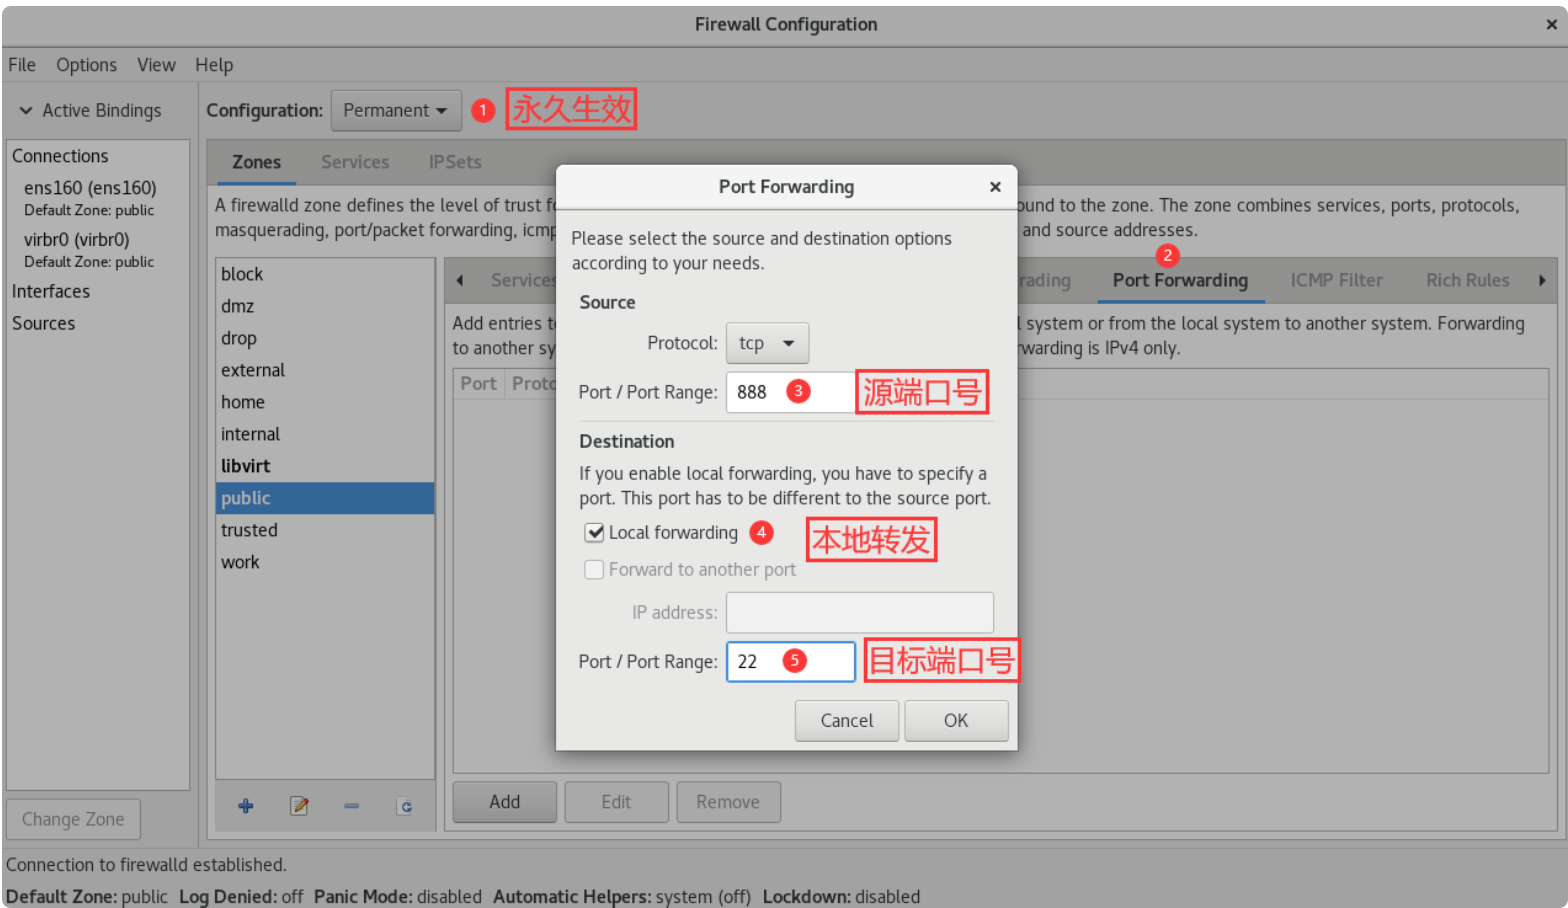 Firewall Configuration
File Options View Help
Active Bindings
Configuration: Permanent 1 永久生效
Connections
ens160 (ens160)
Default Zone: public
virbr0 (virbr0)
Default Zone: public
Interfaces
Sources
Change Zone
Zones Services IPSets
A firewalld zone defines the level of trust fo
ound to the zone. The zone combines services, ports, protocols,
masquerading, port/packet forwarding, icmp
and source addresses.
block
dmz
drop
external
home
internal
libvirt
public
trusted
work
2
Services
rading Port Forwarding ICMP Filter Rich Rules
Add entries to
l system or from the local system to another system. Forwarding
to another sy
rwarding is IPv4 only.
Port Proto
Port Forwarding
Please select the source and destination options
according to your needs.
Source
Protocol: tcp
Port / Port Range: 888 3 源端口号
Destination
If you enable local forwarding, you have to specify a
port. This port has to be different to the source port.
Local forwarding 4 本地转发
Forward to another port
IP address:
Port / Port Range: 22 5 目标端口号
Cancel OK
Add Edit Remove
Connection to firewalld established.
Default Zone: public Log Denied: off Panic Mode: disabled Automatic Helpers: system (off) Lockdown: disabled